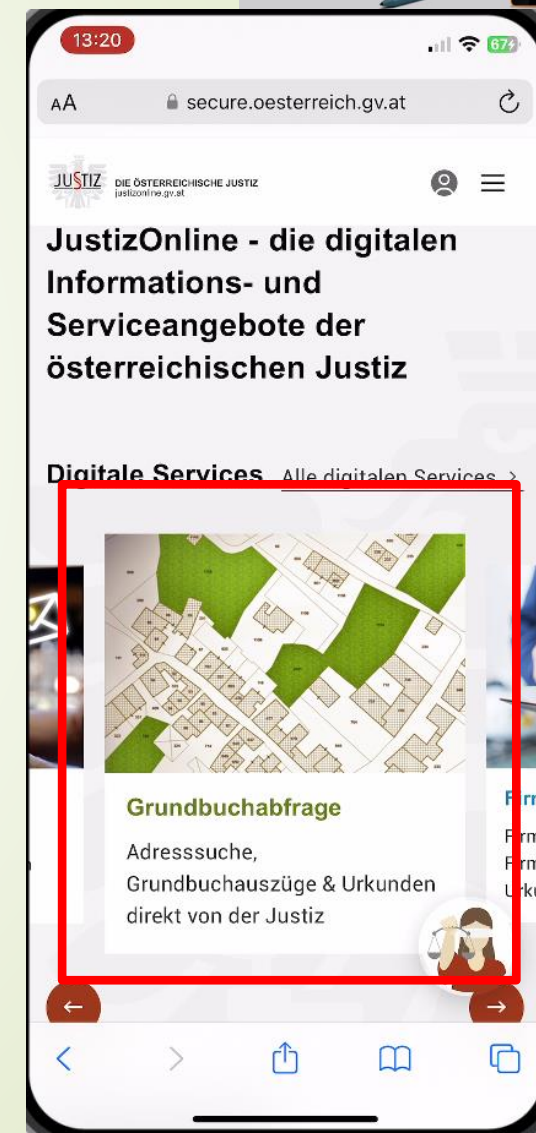 13:20
67
AA secure.oesterreich.gv.at
JUSTIZ DIE ÖSTERREICHISCHE JUSTIZ
justizonline.gv.at
JustizOnline - die digitalen
Informations- und
Serviceangebote der
österreichischen Justiz
Digitale Services Alle digitalen Services >
Grundbuchabfrage
Adresssuche,
Grundbuchauszüge & Urkunden
direkt von der Justiz